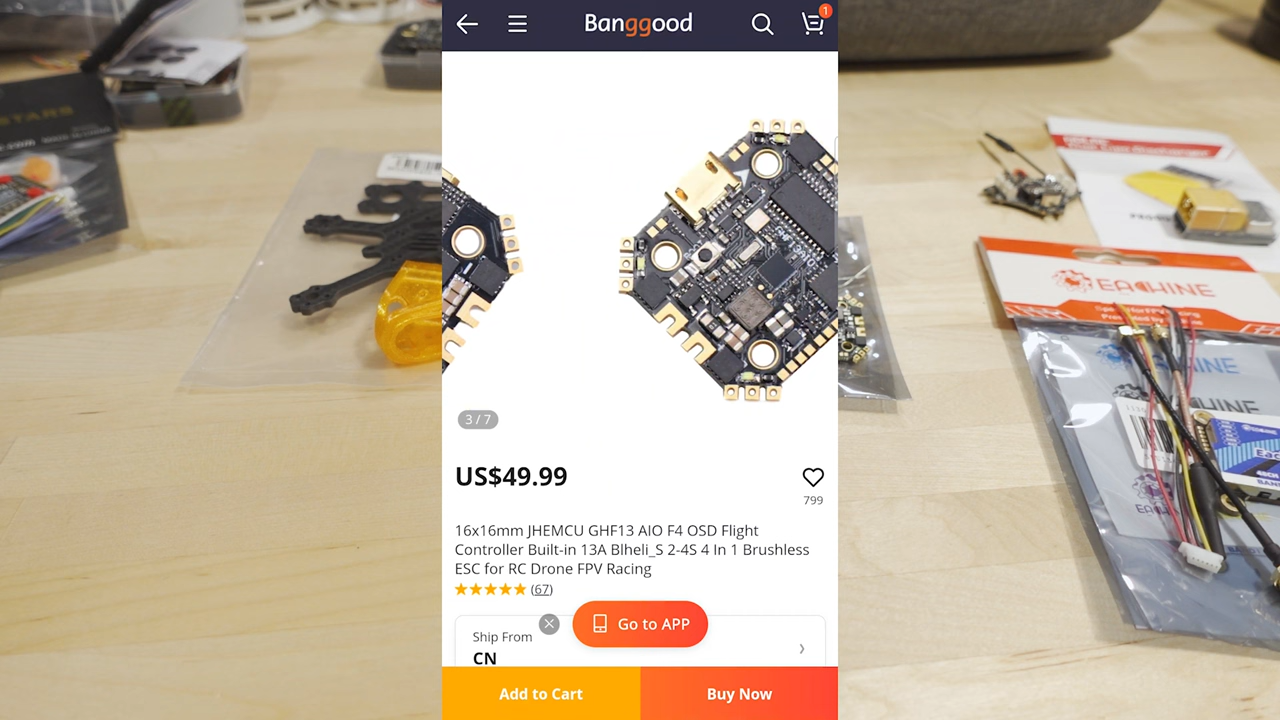 Banggood
1
STARS
3 / 7
US$49.99
799
16x16mm JHEMCU GHF13 AIO F4 OSD Flight
Controller Built-in 13A Blheli_S 2-4S 4 In 1 Brushless
ESC for RC Drone FPV Racing
(67)
Go to APP
Ship From
CN
Add to Cart
Buy Now
EACHINE
EACHINE